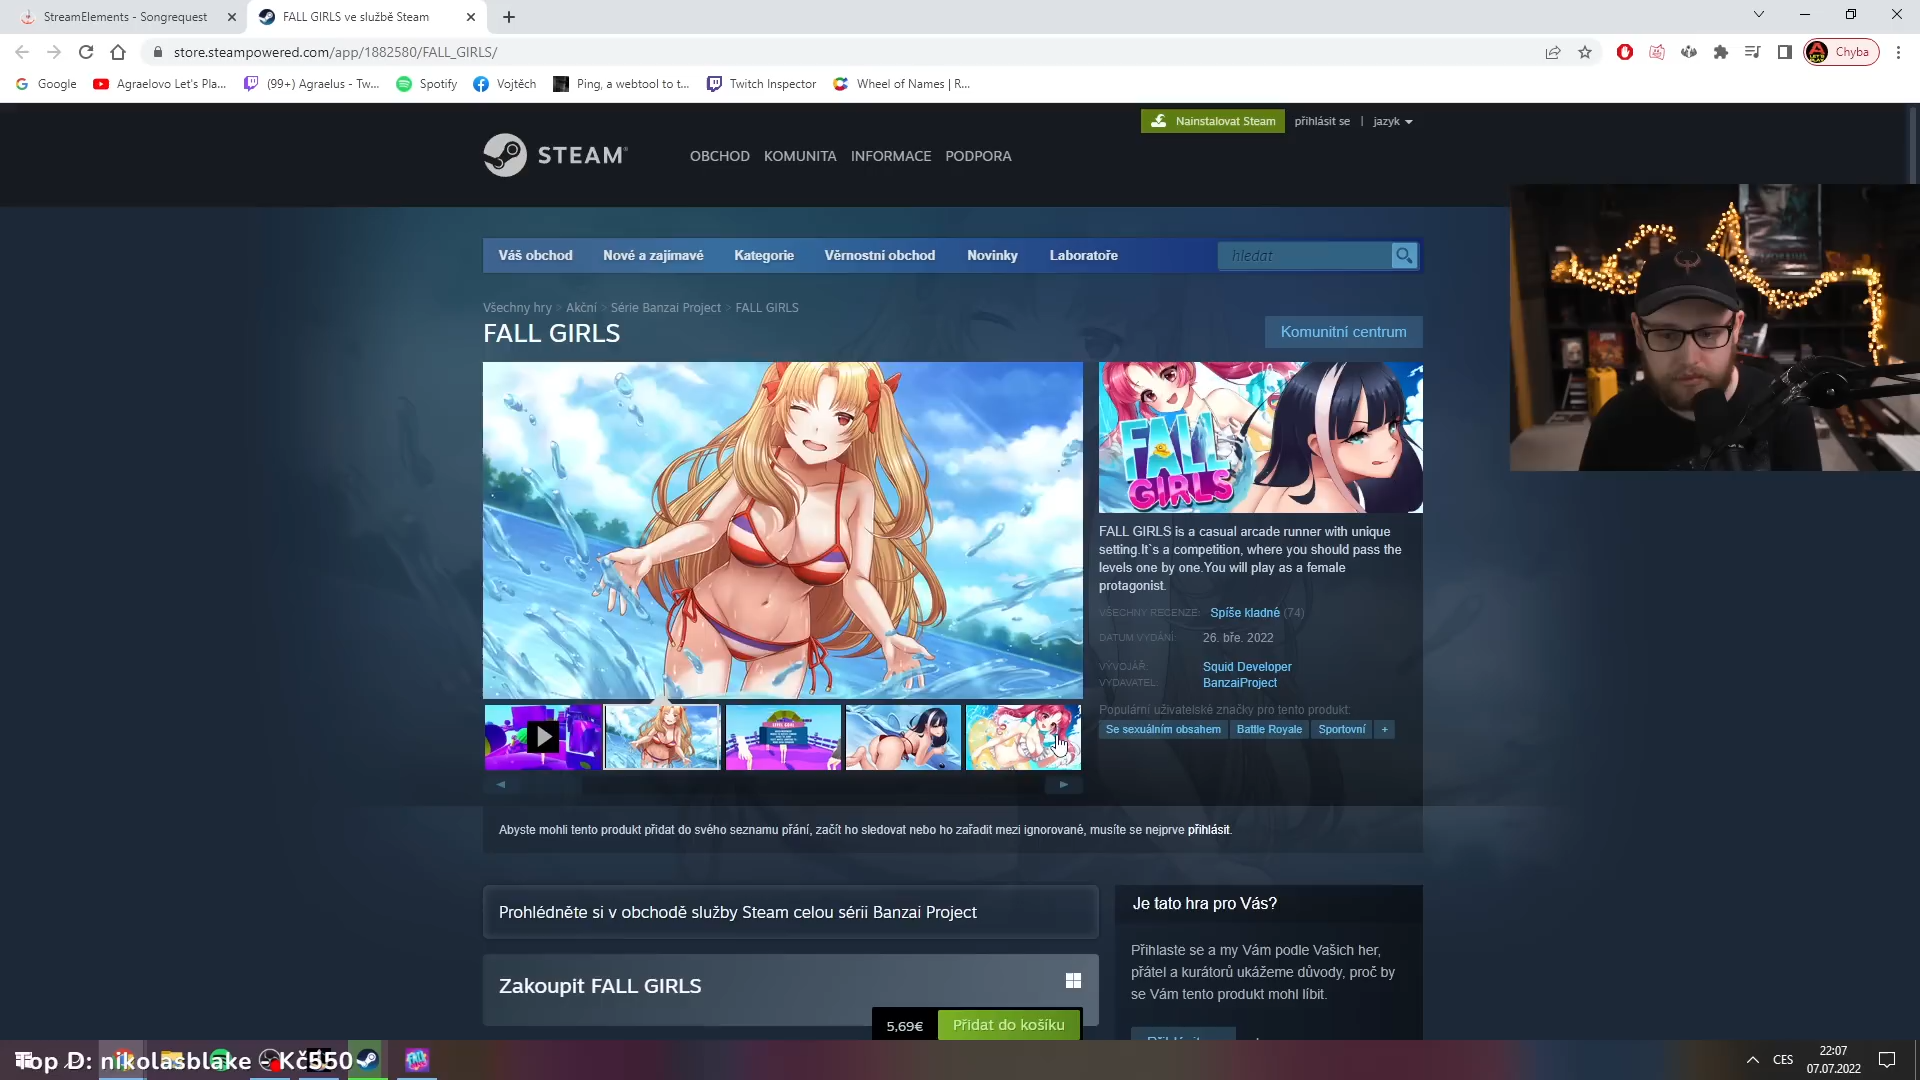 StreamElements - Songrequest
FALL GIRLS ve službě Steam
store.steampowered.com/app/1882580/FALL_GIRLS/
Chyba
Google
Agraelovo Let's Pla...
(99+) Agraelus - Tw...
Spotify
Vojtěch
Ping, a webtool to t...
Twitch Inspector
Wheel of Names | R...
Nainstalovat Steam
přihlásit se | jazyk
STEAM
OBCHOD KOMUNITA INFORMACE PODPORA
Váš obchod
Nové a zajímavé
Kategorie
Věrnostní obchod
Novinky
Laboratoře
hledat
Všechny hry > Akční > Série Banzai Project > FALL GIRLS
FALL GIRLS
Komunitní centrum
FALL
GIRLS
FALL GIRLS is a casual arcade runner with unique
setting.It`s a competition, where you should pass the
levels one by one.You will play as a female
protagonist.
VŠECHNY RECENZE: Spíše kladné (74)
DATUM VYDÁNÍ: 26. bře. 2022
VÝVOJÁŘ: Squid Developer
VYDAVATEL: BanzaiProject
Populární uživatelské značky pro tento produkt:
Se sexuálním obsahem
Battle Royale
Sportovní
+
Abyste mohli tento produkt přidat do svého seznamu přání, začít ho sledovat nebo ho zařadit mezi ignorované, musíte se nejprve přihlásit.
Prohlédněte si v obchodě služby Steam celou sérii Banzai Project
Je tato hra pro Vás?
Přihlaste se a my Vám podle Vašich her,
přátel a kurátorů ukážeme důvody, proč by
se Vám tento produkt mohl líbit.
Zakoupit FALL GIRLS
5,69€
Přidat do košíku
Top D: nikolasblake - Kč550
CES
22:07
07.07.2022